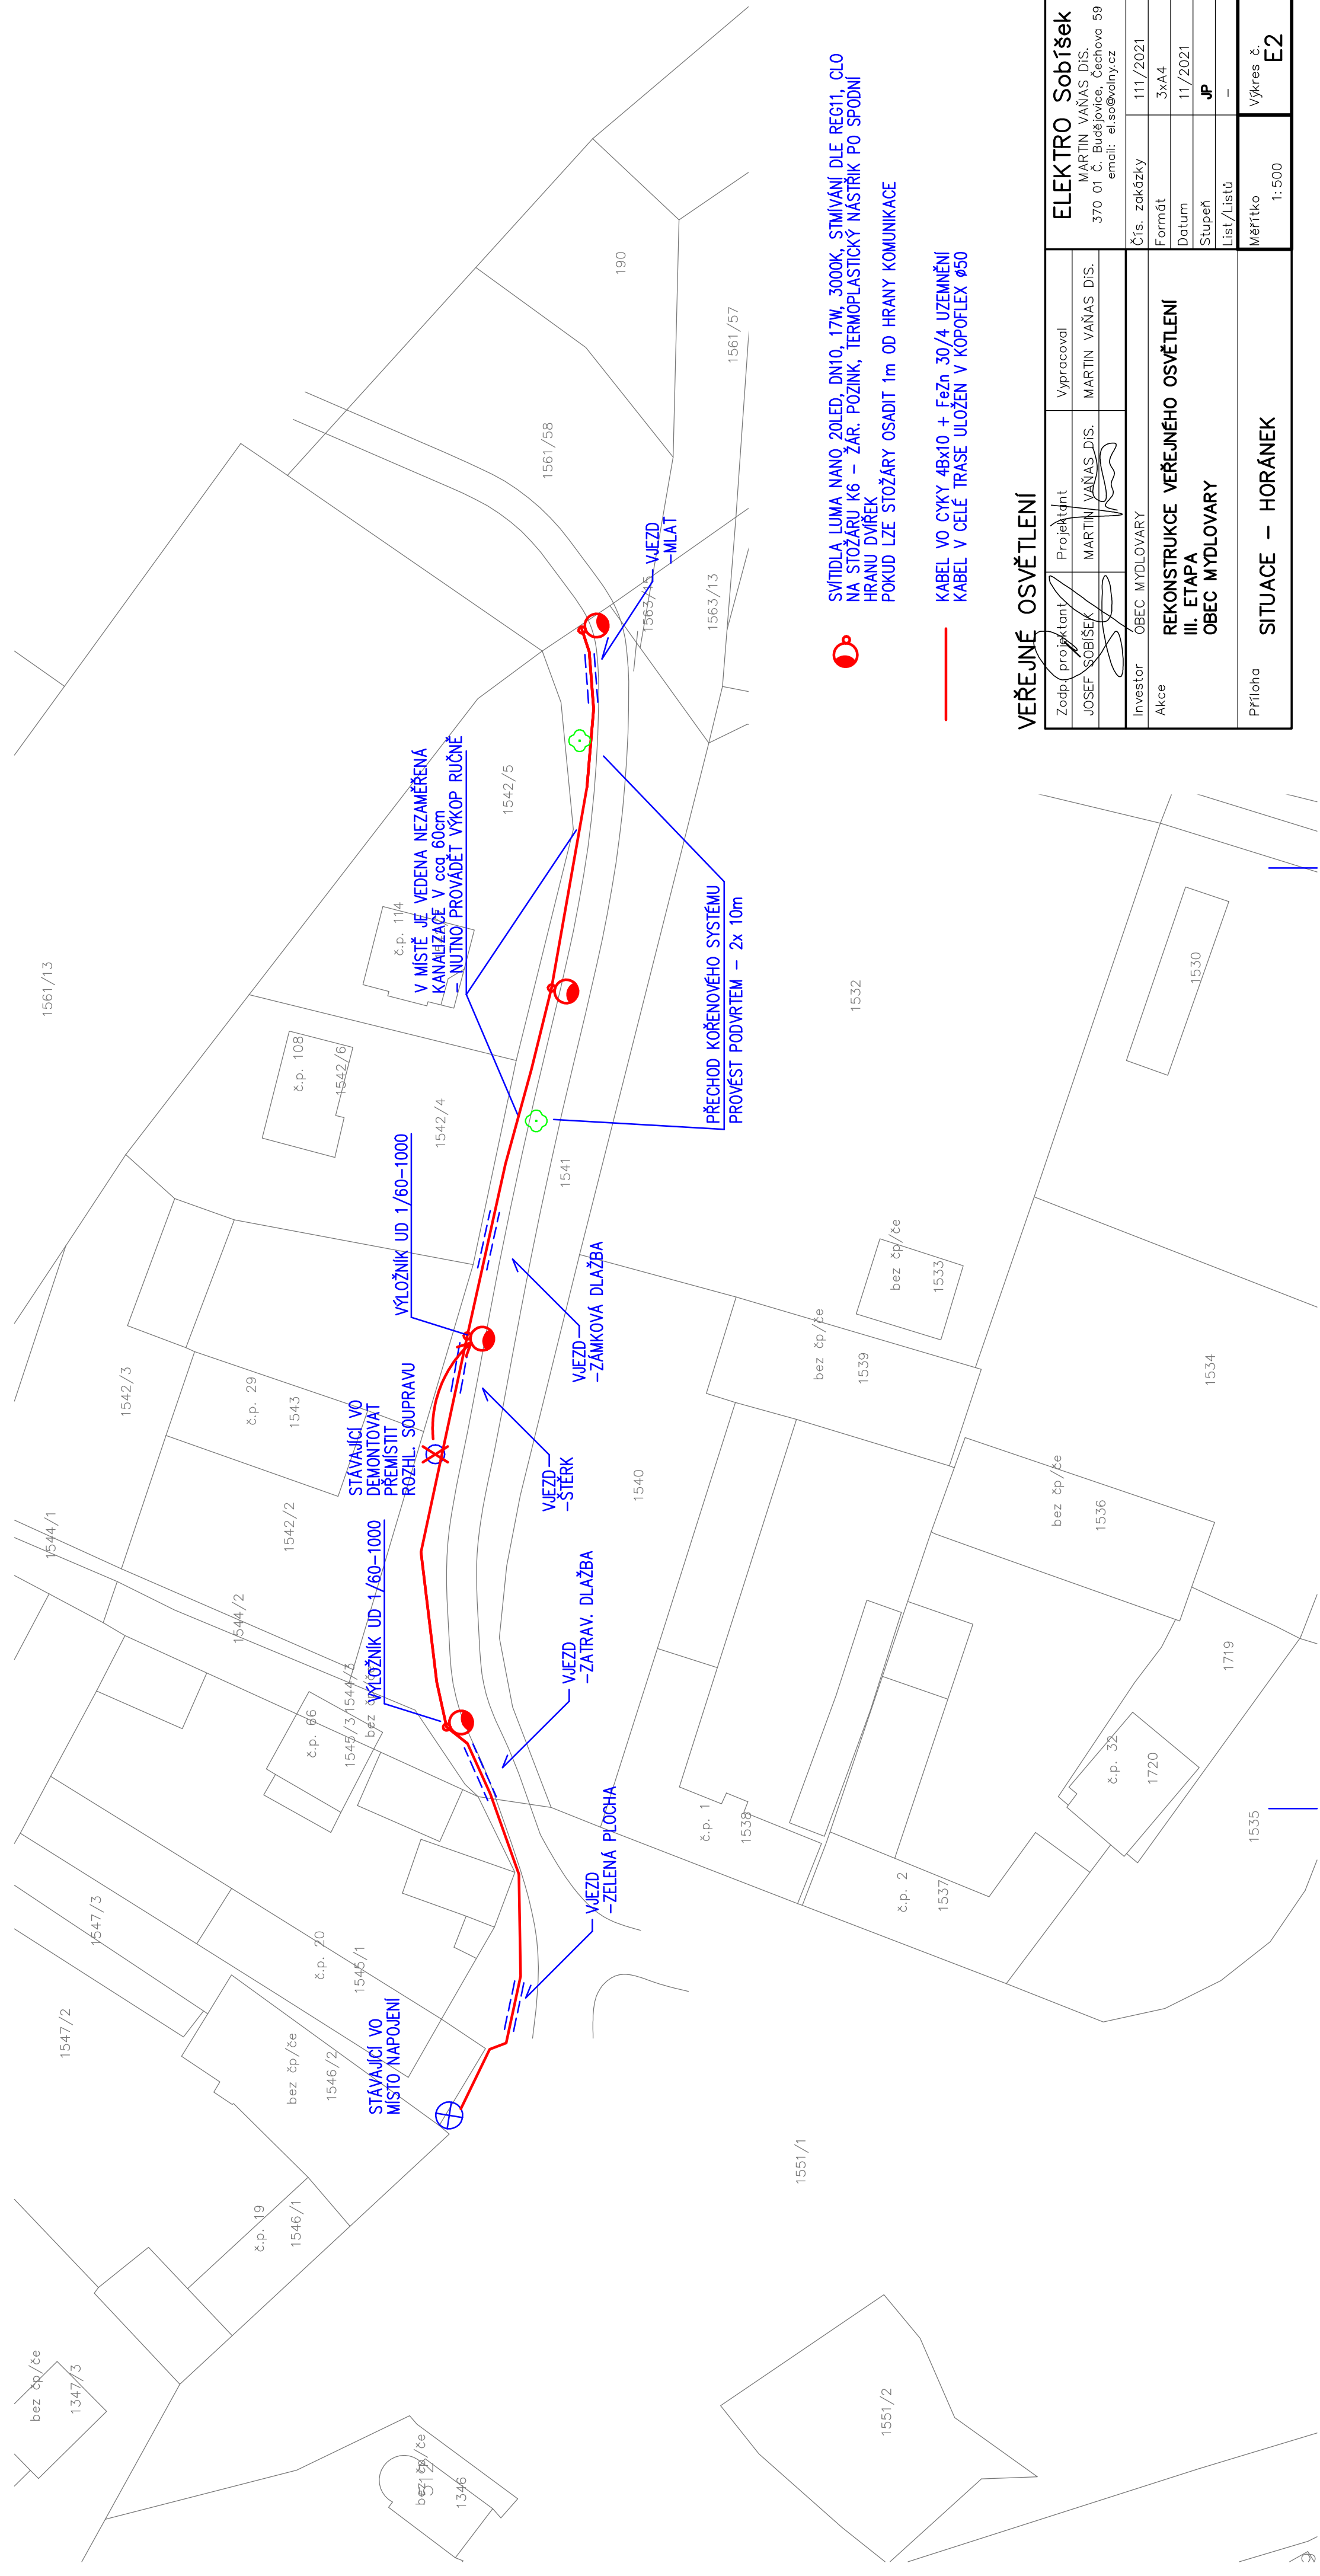 SVÍTIDLA LUMA NANO 20LED, DN10, 17W, 3000K, STMÍVÁNÍ DLE REG11, CLO
NA STOŽÁRU K6 – ŽÁR. POZINK, TERMOPLASTICKÝ NÁSTŘIK PO SPODNÍ
HRANU DVÍŘEK
POKUD LZE STOŽÁRY OSADIT 1m OD HRANY KOMUNIKACE
KABEL VO CYKY 4Bx10 + FeZn 30/4 UZEMNĚNÍ
KABEL V CELÉ TRASE ULOŽEN V KOPOFLEX ø50
VEŘEJNÉ OSVĚTLENÍ
Zodp. projektant
Projektant
Vypracoval
JOSEF SOBÍŠEK
MARTIN VAŇAS DiS.
MARTIN VAŇAS DiS.
ELEKTRO Sobíšek
MARTIN VAŇAS DiS.
370 01 Č. Budějovice, Čechova 59
email: el.so@volny.cz
Investor OBEC MYDLOVARY
Akce
REKONSTRUKCE VEŘEJNÉHO OSVĚTLENÍ
III. ETAPA
OBEC MYDLOVARY
Čís. zakázky 111/2021
Formát 3xA4
Datum 11/2021
Stupeň JP
List/Listů –
Příloha
SITUACE – HORÁNEK
Měřítko
1:500
Výkres č.
E2
STÁVAJÍCÍ VO
MÍSTO NAPOJENÍ
VJEZD
-ZELENÁ PLOCHA
VJEZD
-ZATRAV. DLAŽBA
VÝLOŽNÍK UD 1/60-1000
STÁVAJÍCÍ VO
DEMONTOVAT
PŘEMÍSTIT
ROZHL. SOUPRAVU
VJEZD
-ŠTĚRK
VJEZD
-ZÁMKOVÁ DLAŽBA
VÝLOŽNÍK UD 1/60-1000
V MÍSTĚ JE VEDENA NEZAMĚŘENÁ
KANALIZACE V cca 60cm
– NUTNO PROVÁDĚT VÝKOP RUČNĚ
PŘECHOD KOŘENOVÉHO SYSTÉMU
PROVÉST PODVRTEM – 2x 10m
VJEZD
-MLAT
bez čp/če
1347/3
bez čp/če
1346
č.p. 19
1546/1
1547/2
1547/3
bez čp/če
1546/2
č.p. 20
1545/1
č.p. 66
1545/3
1544/3
1544/2
1544/1
1542/2
č.p. 29
1543
1542/3
1542/4
č.p. 108
1542/6
č.p. 114
1542/5
1561/13
1561/58
190
1561/57
1563/15
1563/13
1541
1532
1530
bez čp/če
1533
bez čp/če
1539
1540
1534
bez čp/če
1536
1719
č.p. 32
1720
1535
č.p. 1
1538
č.p. 2
1537
1551/1
1551/2